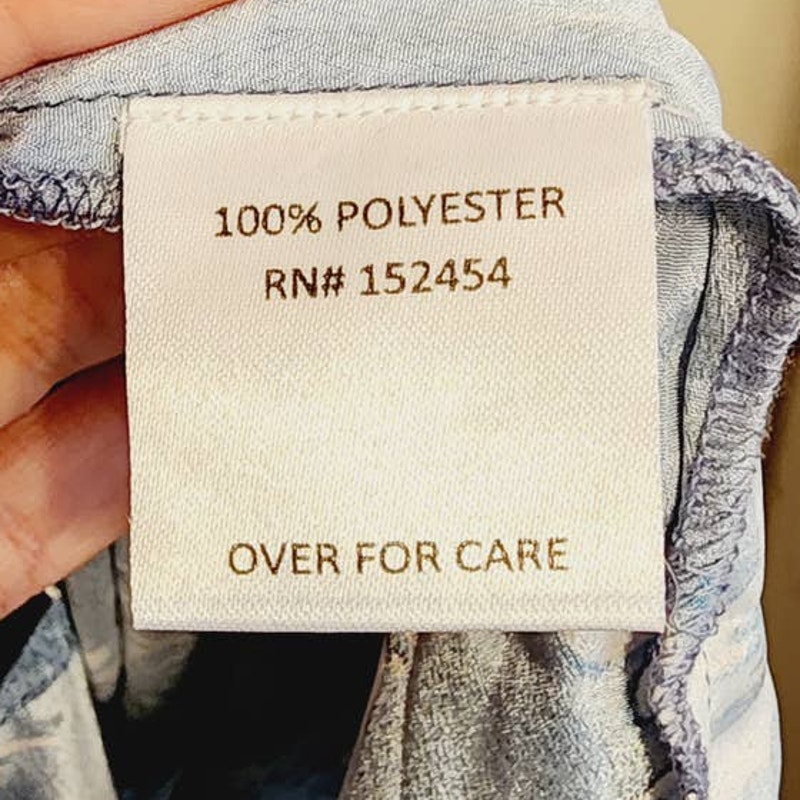 100% POLYESTER
RN# 152454
OVER FOR CARE